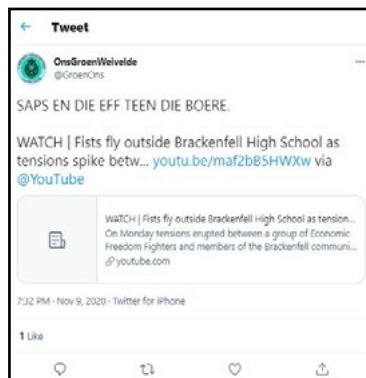 Tweet
OnsGroenWeivelde
@GroenOns
SAPS EN DIE EFF TEEN DIE BOERE.
WATCH | Fists fly outside Brackenfell High School as
tensions spike betw... youtu.be/maf2bB5HWXw via
@YouTube
WATCH | Fists fly outside Brackenfell High School as tension...
On Monday tensions erupted between a group of Economic
Freedom Fighters and members of the Brackenfell communi...
youtube.com
7:32 PM · Nov 9, 2020 · Twitter for iPhone
1 Like